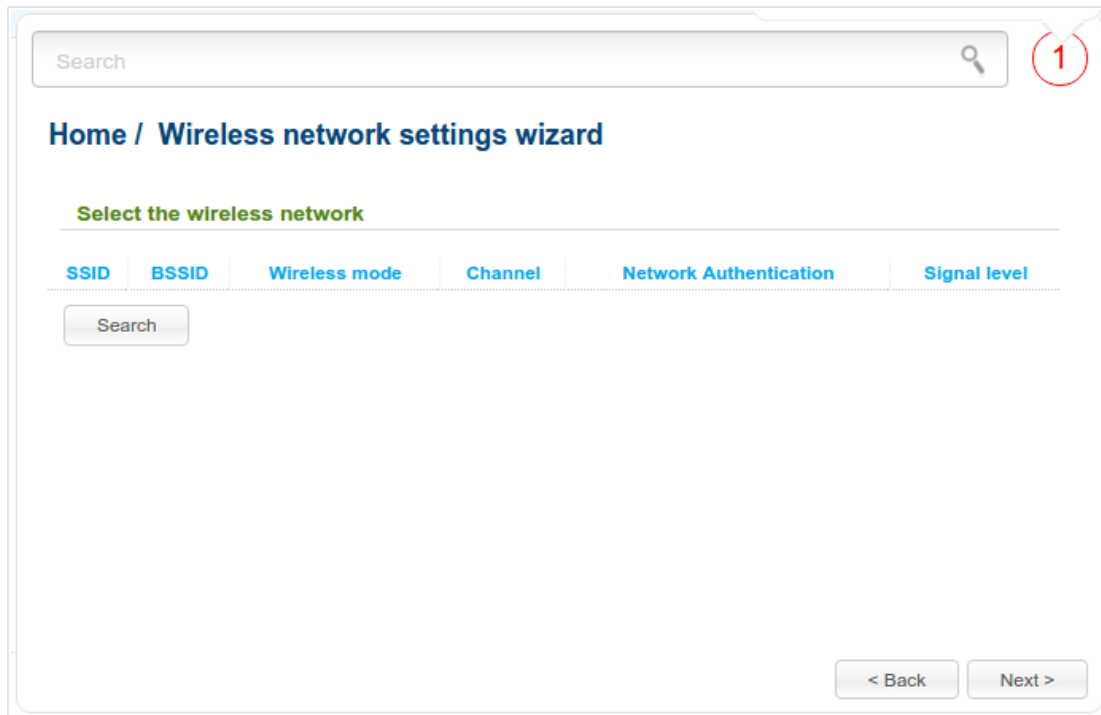 Search
1
Home / Wireless network settings wizard
Select the wireless network
SSID BSSID Wireless mode Channel Network Authentication Signal level
Search
< Back Next >